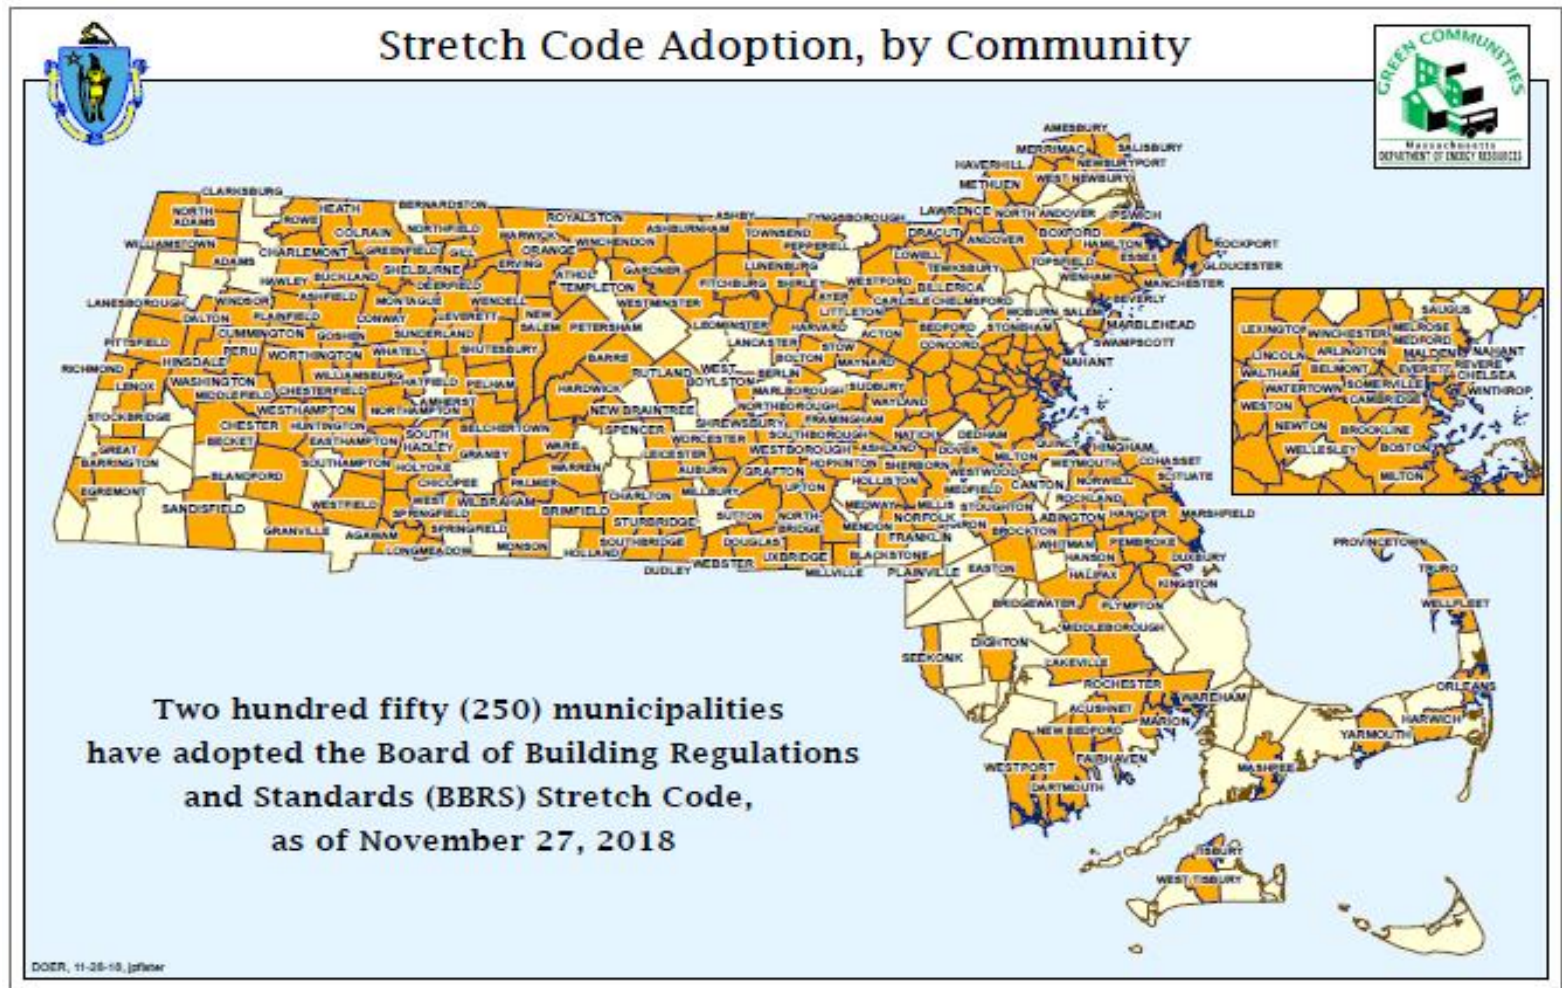 Stretch Code Adoption, by Community
GREEN COMMUNITIES
Massachusetts
DEPARTMENT OF ENERGY RESOURCES
AMESBURY
MERRIMAC
SALISBURY
HAVERHILL
NEWBURYPORT
METHUEN
WEST NEWBURY
CLARKSBURG
NORTH
ADAMS
ROWE
HEATH
BERNARDSTON
ROYALSTON
ASHBY
TYNGSBOROUGH
LAWRENCE
NORTH ANDOVER
IPSWICH
COLRAIN
NORTHFIELD
WARWICK
WINCHENDON
ASHBURNHAM
TOWNSEND
PEPPERELL
DRACUT
ANDOVER
BOXFORD
HAMILTON
ROCKPORT
WILLIAMSTOWN
ADAMS
CHARLEMONT
GREENFIELD
GILL
ORANGE
ERVING
LOWELL
TEWKSBURY
TOPSFIELD
ESSEX
GLOUCESTER
HAWLEY
BUCKLAND
SHELBURNE
DEERFIELD
ATHOL
TEMPLETON
GARDNER
FITCHBURG
LUNENBURG
SHIRLEY
WESTFORD
BILLERICA
WENHAM
MANCHESTER
LANESBOROUGH
WINDSOR
ASHFIELD
MONTAGUE
WENDELL
WESTMINSTER
AYER
CARLISLE
CHELMSFORD
BEVERLY
DALTON
PLAINFIELD
CONWAY
LEVERETT
NEW
SALEM
PETERSHAM
LEOMINSTER
HARVARD
LITTLETON
ACTON
BEDFORD
STONEHAM
WOBURN
SALEM
MARBLEHEAD
SWAMPSCOTT
PITTSFIELD
CUMMINGTON
GOSHEN
SUNDERLAND
LANCASTER
BOLTON
STOW
MAYNARD
CONCORD
NAHANT
RICHMOND
HINSDALE
PERU
WORTHINGTON
WHATELY
SHUTESBURY
BARRE
RUTLAND
WEST
BOYLSTON
BERLIN
LENOX
WASHINGTON
MIDDLEFIELD
WILLIAMSBURG
CHESTERFIELD
HATFIELD
PELHAM
HARDWICK
MARLBOROUGH
SUDBURY
WAYLAND
STOCKBRIDGE
WESTHAMPTON
NORTHAMPTON
AMHERST
NEW BRAINTREE
NORTHBOROUGH
FRAMINGHAM
CHESTER
HUNTINGTON
BELCHERTOWN
SPENCER
SHREWSBURY
SOUTHBOROUGH
NATICK
DEDHAM
QUINCY
HINGHAM
GREAT
BARRINGTON
BECKET
EASTHAMPTON
SOUTH
HADLEY
GRANBY
WARE
WORCESTER
LEICESTER
WESTBOROUGH
ASHLAND
DOVER
MILTON
WEYMOUTH
COHASSET
SCITUATE
BLANDFORD
SOUTHAMPTON
HOLYOKE
WARREN
AUBURN
GRAFTON
HOPKINTON
SHERBORN
WESTWOOD
NORWELL
EGREMONT
CHICOPEE
PALMER
UPTON
HOLLISTON
MEDFIELD
CANTON
ROCKLAND
SANDISFIELD
WESTFIELD
WEST
SPRINGFIELD
WILBRAHAM
BRIMFIELD
CHARLTON
MILLBURY
SUTTON
NORTH-
BRIDGE
MEDWAY
MENDON
MILLIS
NORFOLK
STOUGHTON
ABINGTON
HANOVER
MARSHFIELD
GRANVILLE
AGAWAM
SPRINGFIELD
LONGMEADOW
MONSON
HOLLAND
STURBRIDGE
SOUTHBRIDGE
DUDLEY
WEBSTER
DOUGLAS
UXBRIDGE
MILLVILLE
BLACKSTONE
FRANKLIN
PLAINVILLE
BROCKTON
EASTON
WHITMAN
HANSON
PEMBROKE
DUXBURY
HALIFAX
KINGSTON
BRIDGEWATER
PLYMPTON
MIDDLEBOROUGH
DIGHTON
SEEKONK
LAKEVILLE
ROCHESTER
WAREHAM
ACUSHNET
MARION
NEW BEDFORD
FAIRHAVEN
WESTPORT
DARTMOUTH
PROVINCETOWN
TRURO
WELLFLEET
ORLEANS
HARWICH
YARMOUTH
MASHPEE
TISBURY
WEST TISBURY
SAUGUS
LEXINGTON
WINCHESTER
MELROSE
MEDFORD
LINCOLN
ARLINGTON
MALDEN
NAHANT
REVERE
WALTHAM
BELMONT
EVERETT
CHELSEA
WATERTOWN
SOMERVILLE
CAMBRIDGE
WINTHROP
WESTON
NEWTON
BROOKLINE
WELLESLEY
BOSTON
MILTON
Two hundred fifty (250) municipalities
have adopted the Board of Building Regulations
and Standards (BBRS) Stretch Code,
as of November 27, 2018
DOER, 11-28-18, jpfister